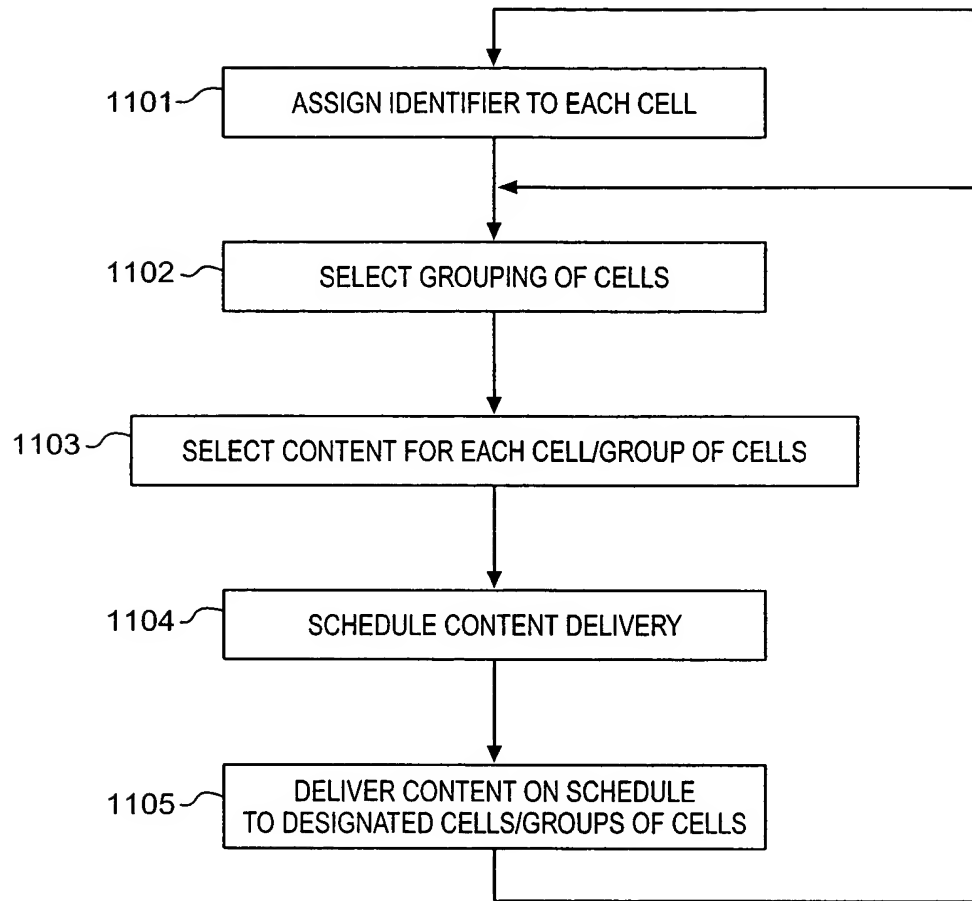 1101 ASSIGN IDENTIFIER TO EACH CELL
1102 SELECT GROUPING OF CELLS
1103 SELECT CONTENT FOR EACH CELL/GROUP OF CELLS
1104 SCHEDULE CONTENT DELIVERY
1105 DELIVER CONTENT ON SCHEDULE
TO DESIGNATED CELLS/GROUPS OF CELLS